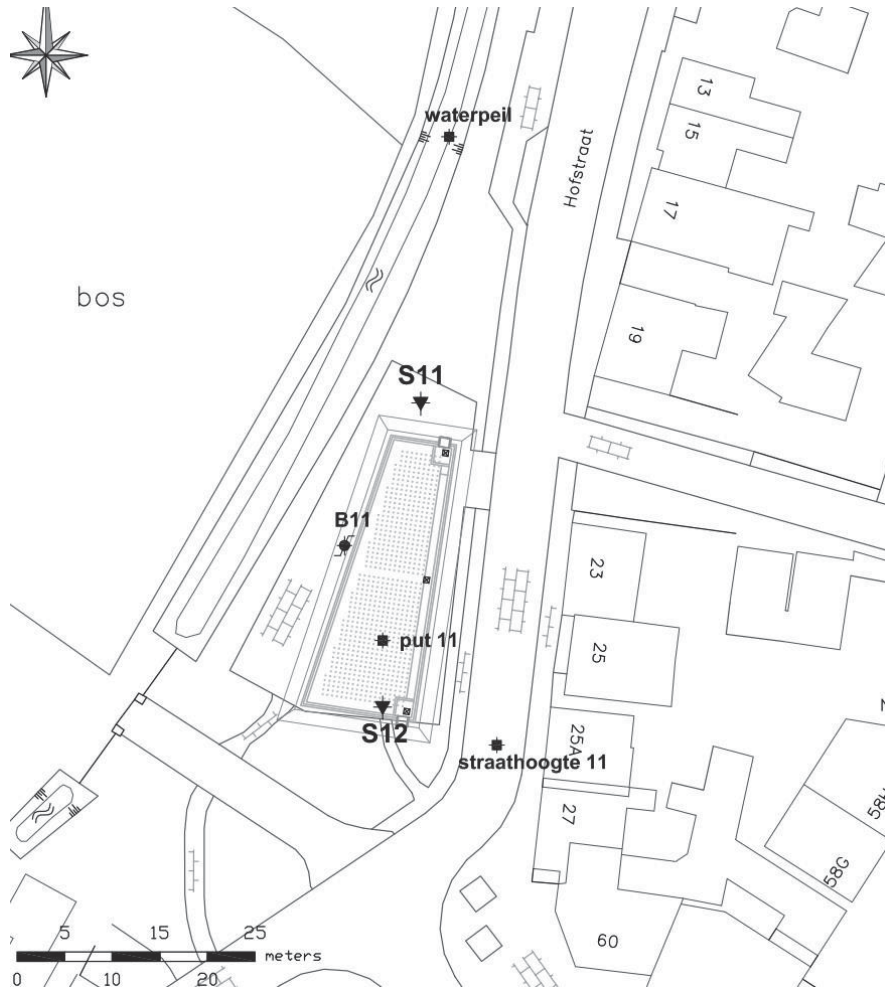 waterpeil
Hofstraat
13
15
17
bos
19
S11
B11
23
put 11
25
S12
25A
straathoogte 11
27
58G
60
5 15 25
meters
0 10 20